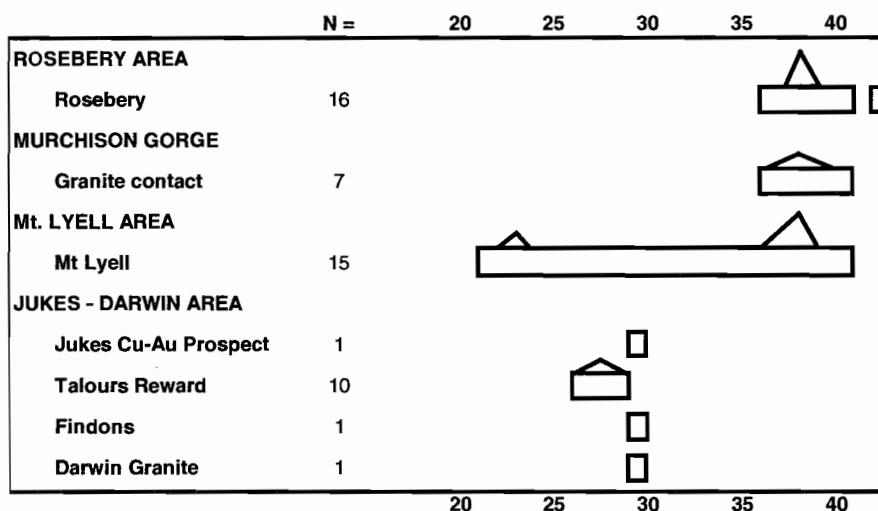 N = 20 25 30 35 40
ROSEBERY AREA
Rosebery 16
MURCHISON GORGE
Granite contact 7
Mt. LYELL AREA
Mt Lyell 15
JUKES - DARWIN AREA
Jukes Cu-Au Prospect 1
Talours Reward 10
Findons 1
Darwin Granite 1
20 25 30 35 40